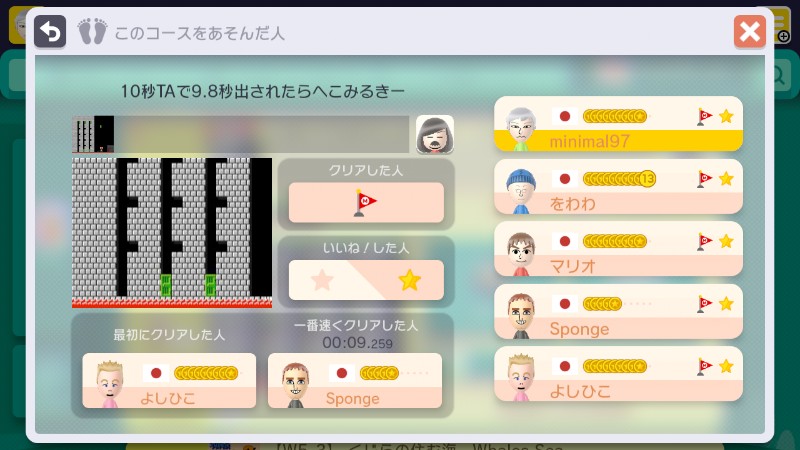 このコースをあそんだ人
10秒TAで9.8秒出されたらへこみるきー
クリアした人
いいね!した人
最初にクリアした人
よしひこ
一番速くクリアした人
00:09.259
Sponge
minimal97
13
をわわ
マリオ
Sponge
よしひこ